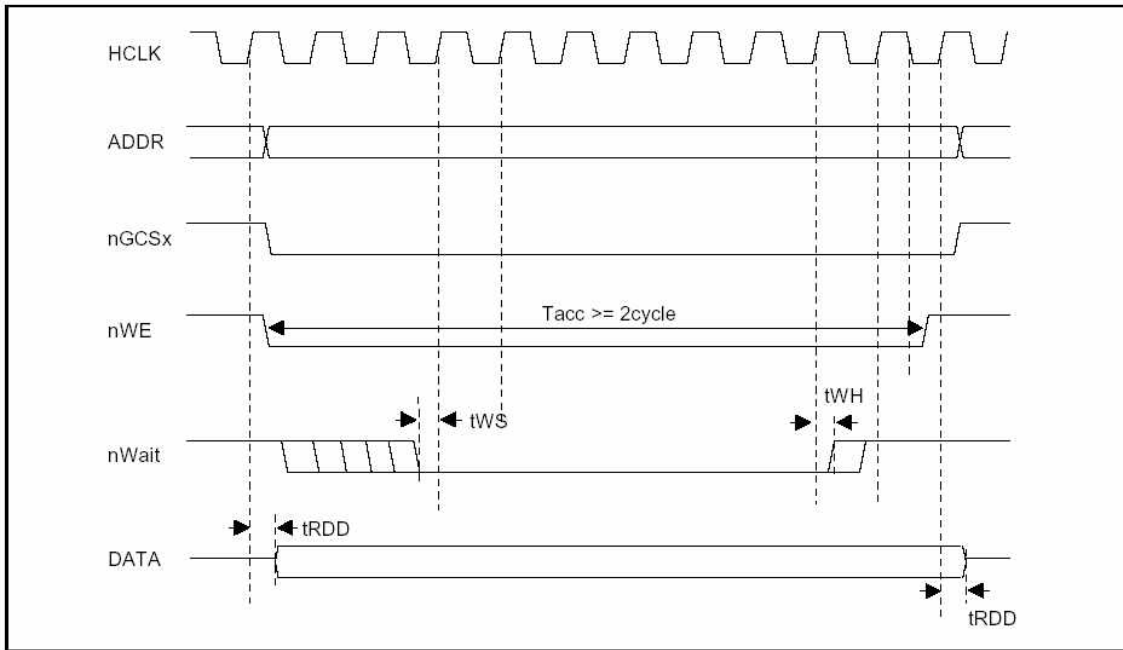 HCLK
ADDR
nGCSx
Tacc >= 2cycle
nWE
tWH
tWS
nWait
tRDD
DATA
tRDD